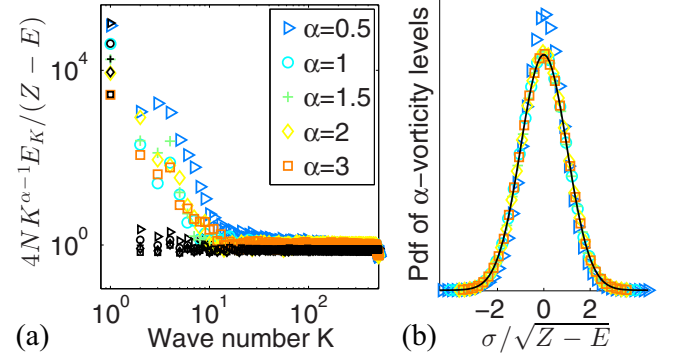 4NK^{α−1}E_K/(Z − E)
10^4
10^0
α=0.5
α=1
α=1.5
α=2
α=3
10^0 10^1 10^2
Wave number K
(a)
Pdf of α-vorticity levels
−2 0 2
σ/√(Z − E)
(b)